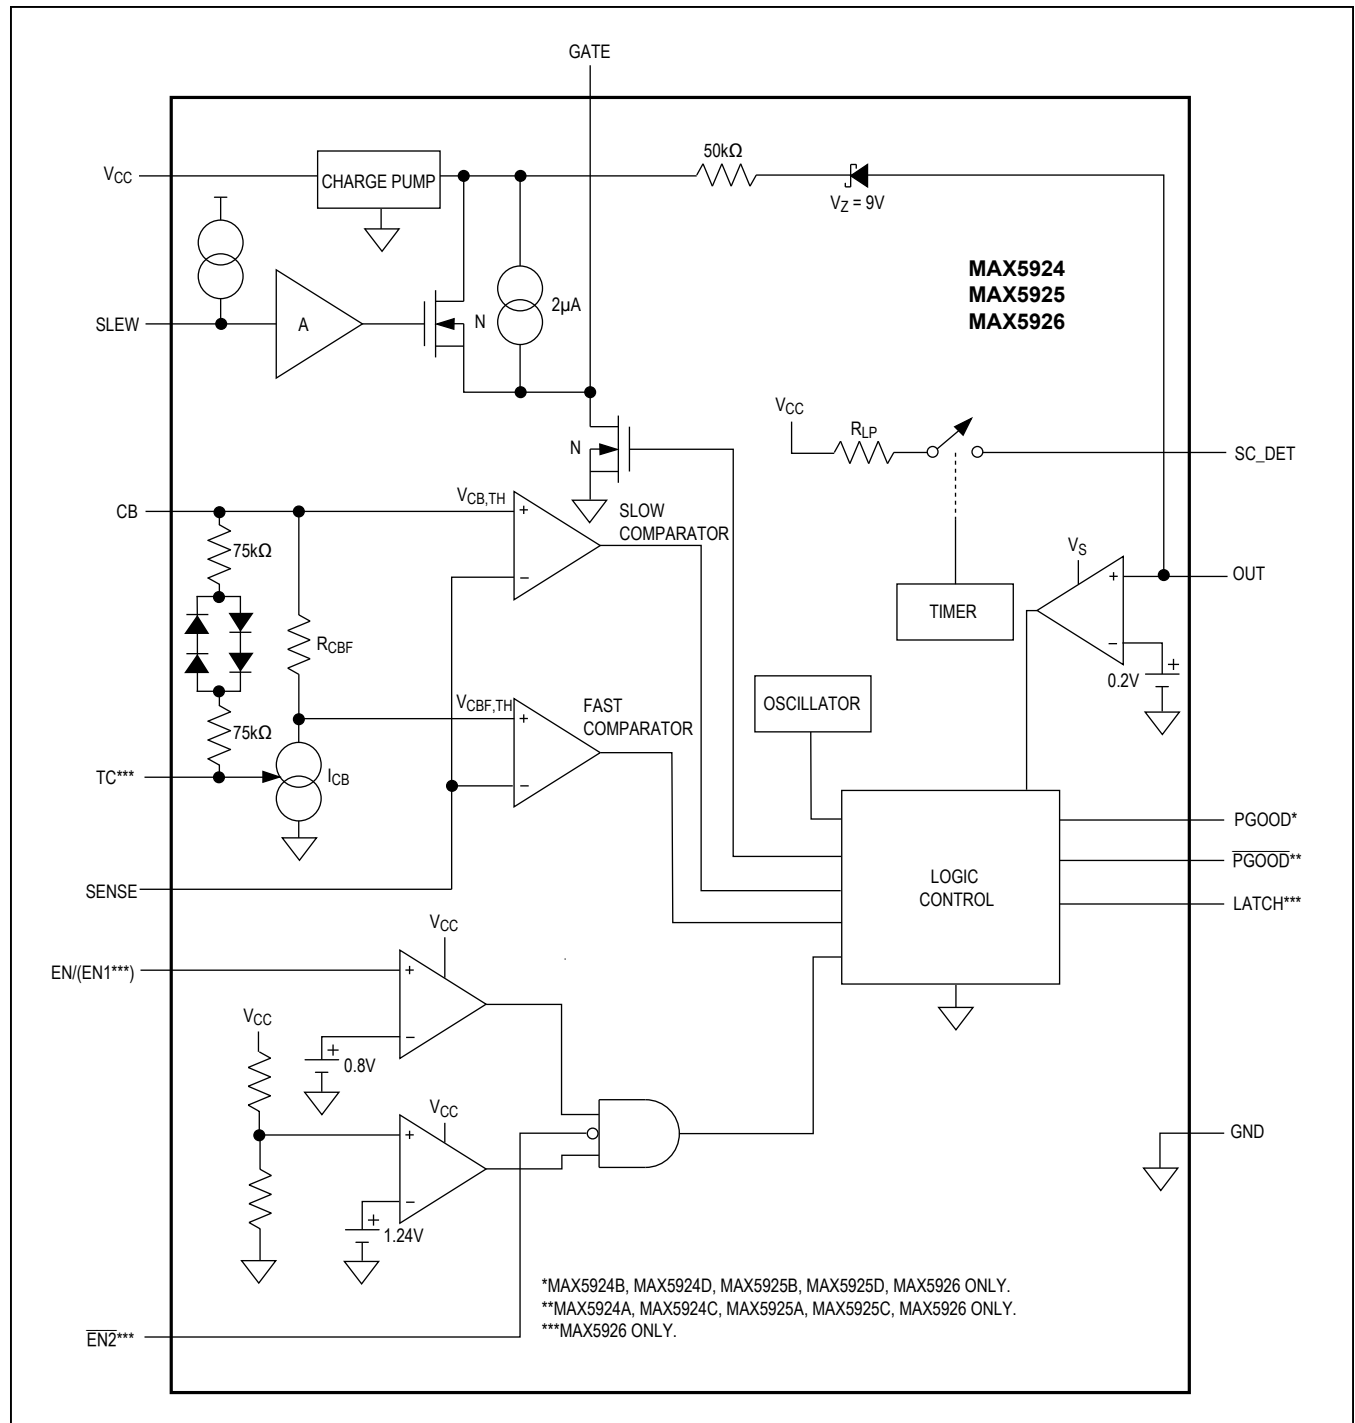 GATE
50kΩ
VCC
CHARGE PUMP
VZ = 9V
MAX5924
MAX5925
MAX5926
2µA
SLEW
A
N
VCC
RLP
N
SC_DET
CB
VCB,TH
+
SLOW
COMPARATOR
75kΩ
−
VS
+
OUT
TIMER
RCBF
−
+
0.2V
OSCILLATOR
VCBF,TH
+
FAST
COMPARATOR
75kΩ
TC***
ICB
−
PGOOD*
PGOOD**
LOGIC
CONTROL
SENSE
LATCH***
VCC
EN/(EN1***)
+
VCC
−
+
0.8V
VCC
+
GND
−
+
1.24V
*MAX5924B, MAX5924D, MAX5925B, MAX5925D, MAX5926 ONLY.
**MAX5924A, MAX5924C, MAX5925A, MAX5925C, MAX5926 ONLY.
***MAX5926 ONLY.
EN2***